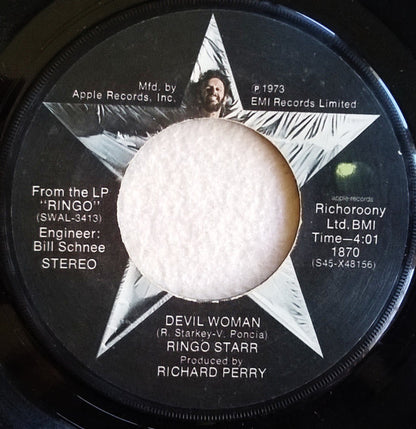 Mfd. by
Apple Records, Inc.
℗ 1973
EMI Records Limited
From the LP
"RINGO"
(SWAL-3413)
Engineer:
Bill Schnee
STEREO
apple records
Richoroony
Ltd. BMI
Time—4:01
1870
(S45-X48156)
DEVIL WOMAN
(R. Starkey-V. Poncia)
RINGO STARR
Produced by
RICHARD PERRY